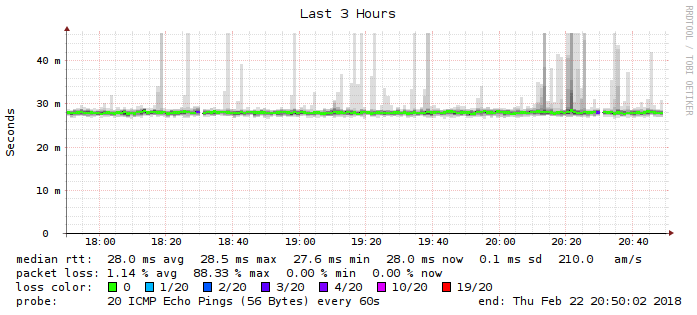 Last 3 Hours
RRDTOOL / TOBI OETIKER
Seconds
40 m
30 m
20 m
10 m
0
18:00 18:20 18:40 19:00 19:20 19:40 20:00 20:20 20:40
median rtt: 28.0 ms avg 28.5 ms max 27.6 ms min 28.0 ms now 0.1 ms sd 210.0 am/s
packet loss: 1.14 % avg 88.33 % max 0.00 % min 0.00 % now
loss color: 0 1/20 2/20 3/20 4/20 10/20 19/20
probe: 20 ICMP Echo Pings (56 Bytes) every 60s end: Thu Feb 22 20:50:02 2018